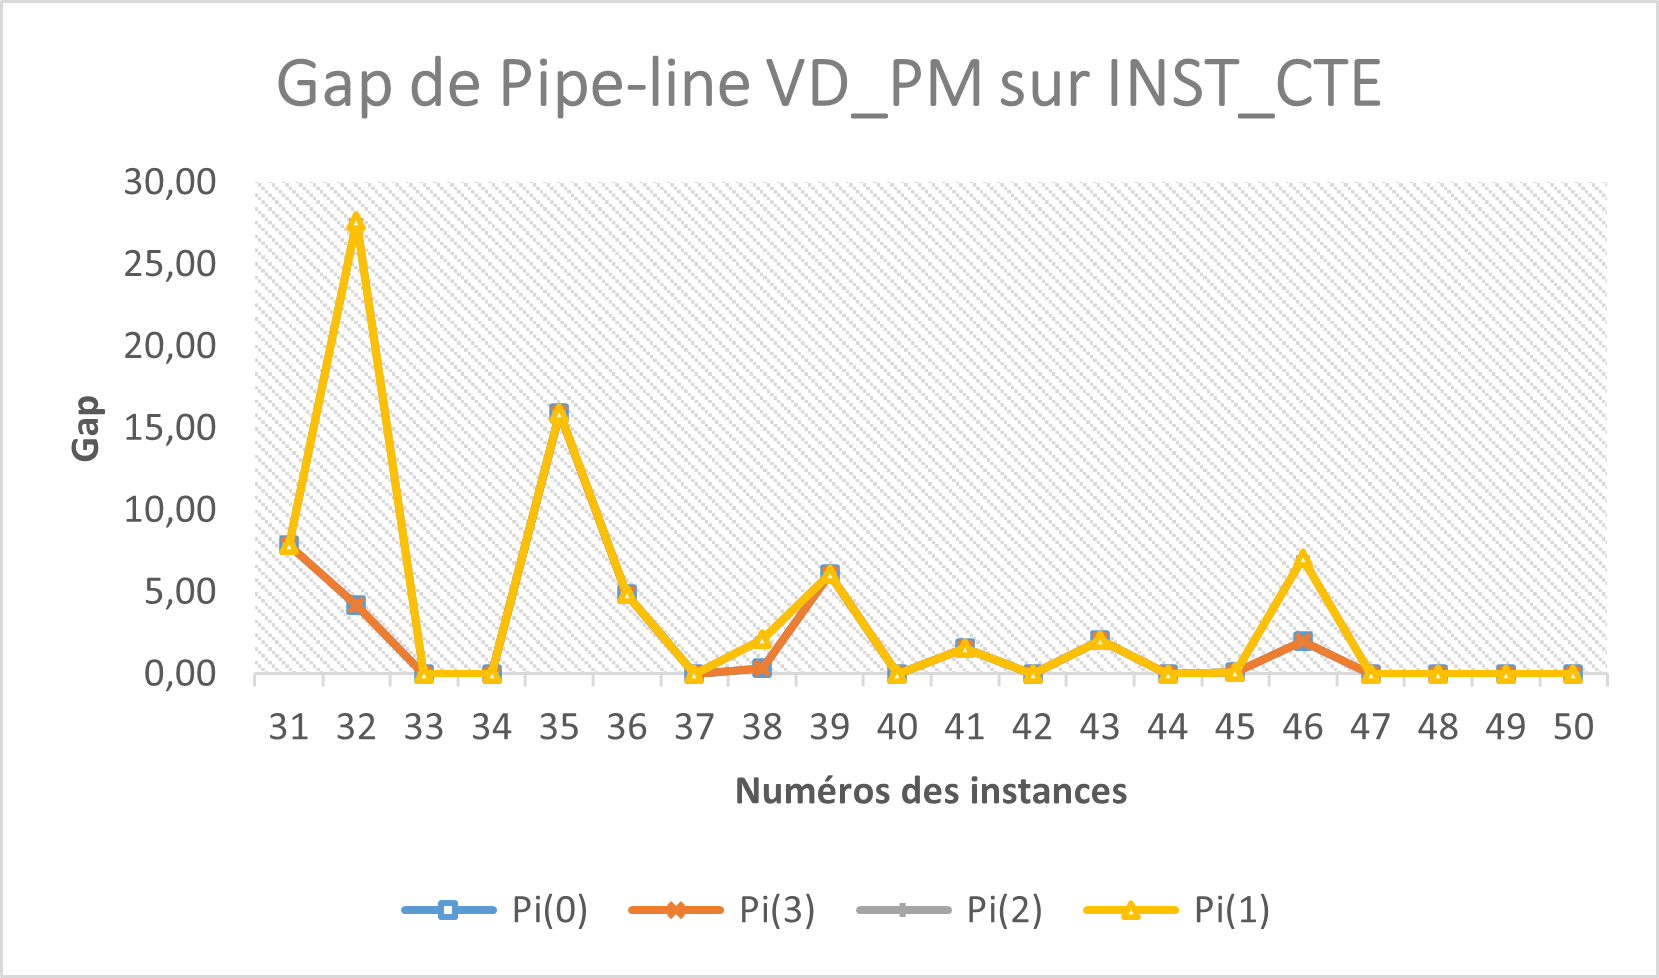 Gap de Pipe-line VD_PM sur INST_CTE
30,00
25,00
20,00
15,00
10,00
5,00
0,00
Gap
31 32 33 34 35 36 37 38 39 40 41 42 43 44 45 46 47 48 49 50
Numéros des instances
Pi(0) Pi(3) Pi(2) Pi(1)